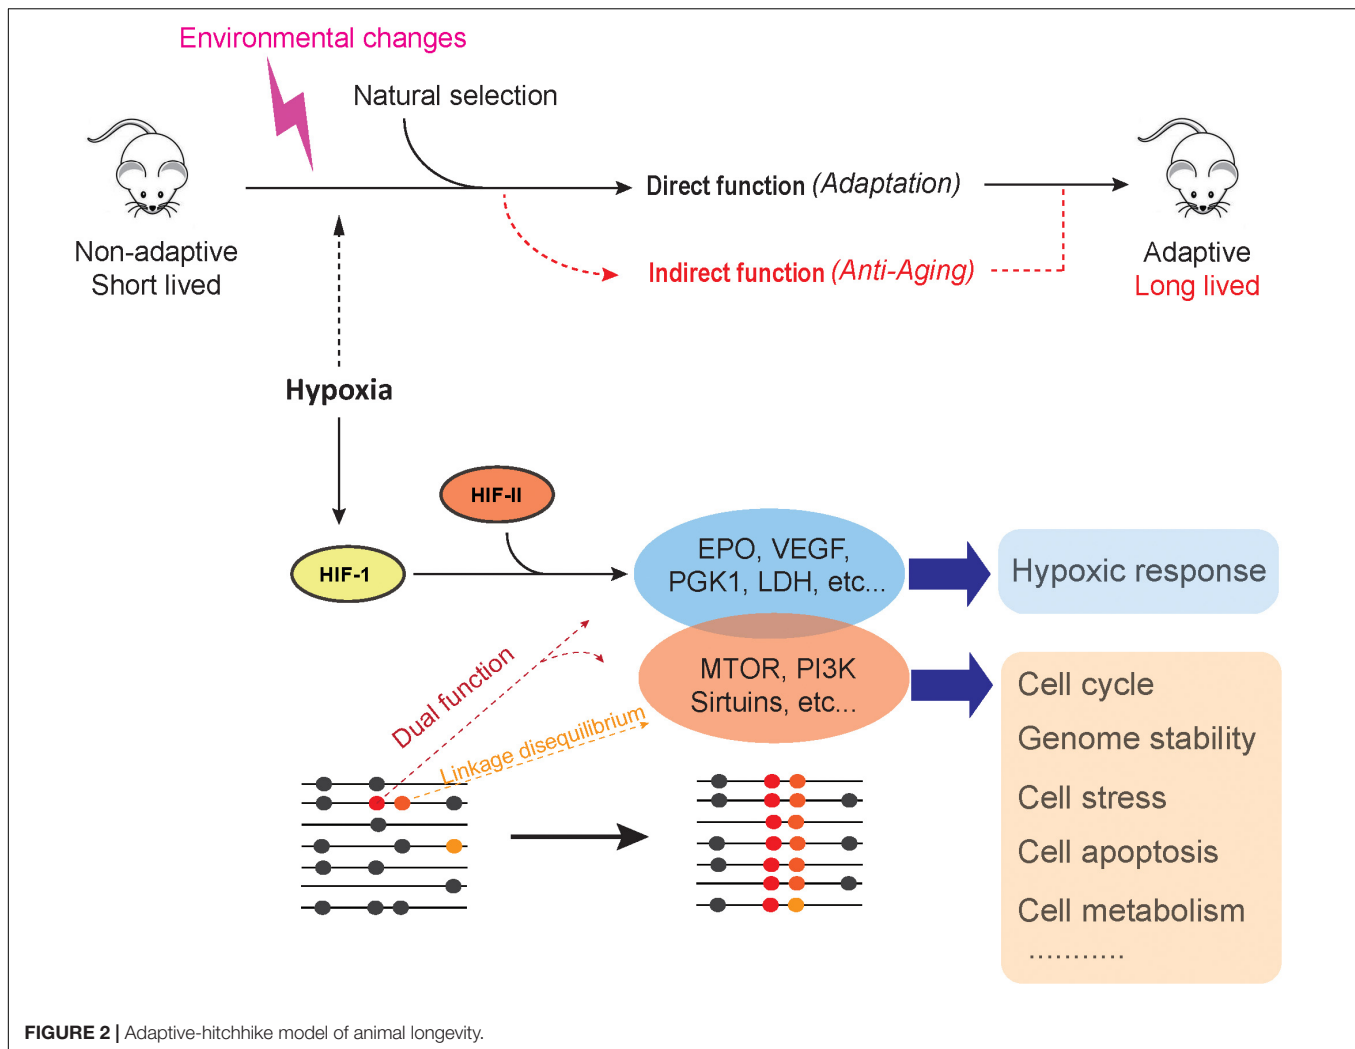 Environmental changes
Natural selection
Non-adaptive
Short lived
Direct function (Adaptation)
Indirect function (Anti-Aging)
Adaptive
Long lived
Hypoxia
HIF-II
HIF-1
EPO, VEGF,
PGK1, LDH, etc...
Hypoxic response
MTOR, PI3K
Sirtuins, etc...
Dual function
Linkage disequilibrium
Cell cycle
Genome stability
Cell stress
Cell apoptosis
Cell metabolism
...........
FIGURE 2 | Adaptive-hitchhike model of animal longevity.